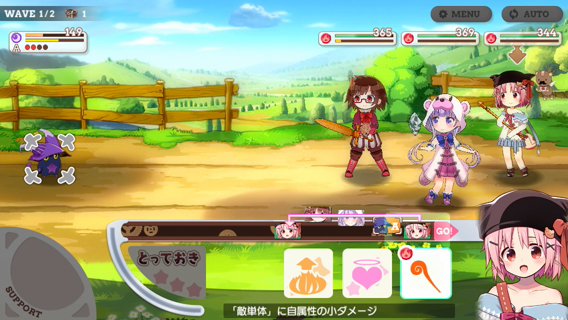 WAVE 1/2 1
MENU
AUTO
149
365
369
344
A
GO!
とっておき
SUPPORT
「敵単体」に自属性の小ダメージ